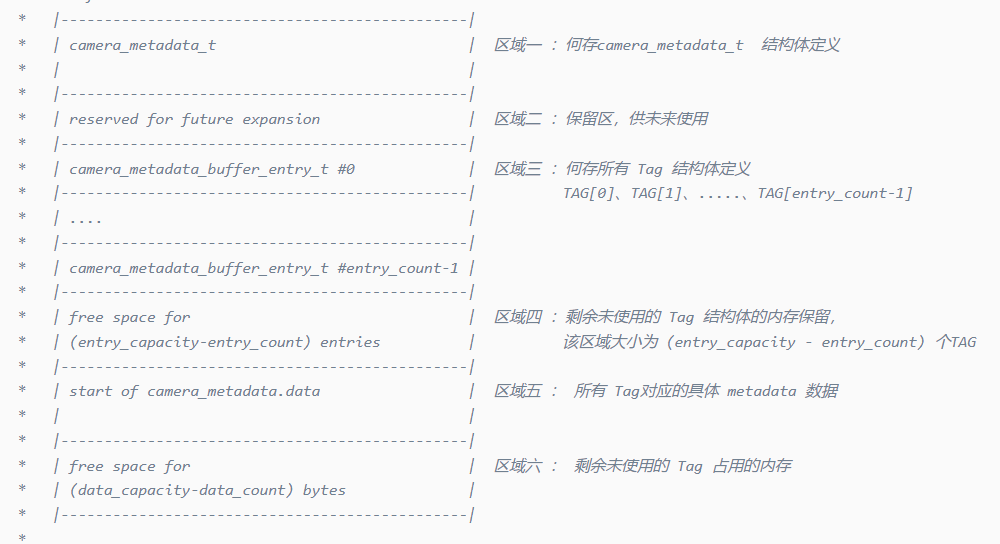 * |-----------------------------------------------|
* | camera_metadata_t | 区域一 : 何存camera_metadata_t 结构体定义
* | |
* |-----------------------------------------------|
* | reserved for future expansion | 区域二 : 保留区, 供未来使用
* |-----------------------------------------------|
* | camera_metadata_buffer_entry_t #0 | 区域三 : 何存所有 Tag 结构体定义
* |-----------------------------------------------| TAG[0]、TAG[1]、.....、TAG[entry_count-1]
* | .... |
* |-----------------------------------------------|
* | camera_metadata_buffer_entry_t #entry_count-1 |
* |-----------------------------------------------|
* | free space for | 区域四 : 剩余未使用的 Tag 结构体的内存保留,
* | (entry_capacity-entry_count) entries | 该区域大小为 (entry_capacity - entry_count) 个TAG
* |-----------------------------------------------|
* | start of camera_metadata.data | 区域五 : 所有 Tag对应的具体 metadata 数据
* | |
* |-----------------------------------------------|
* | free space for | 区域六 : 剩余未使用的 Tag 占用的内存
* | (data_capacity-data_count) bytes |
* |-----------------------------------------------|
*